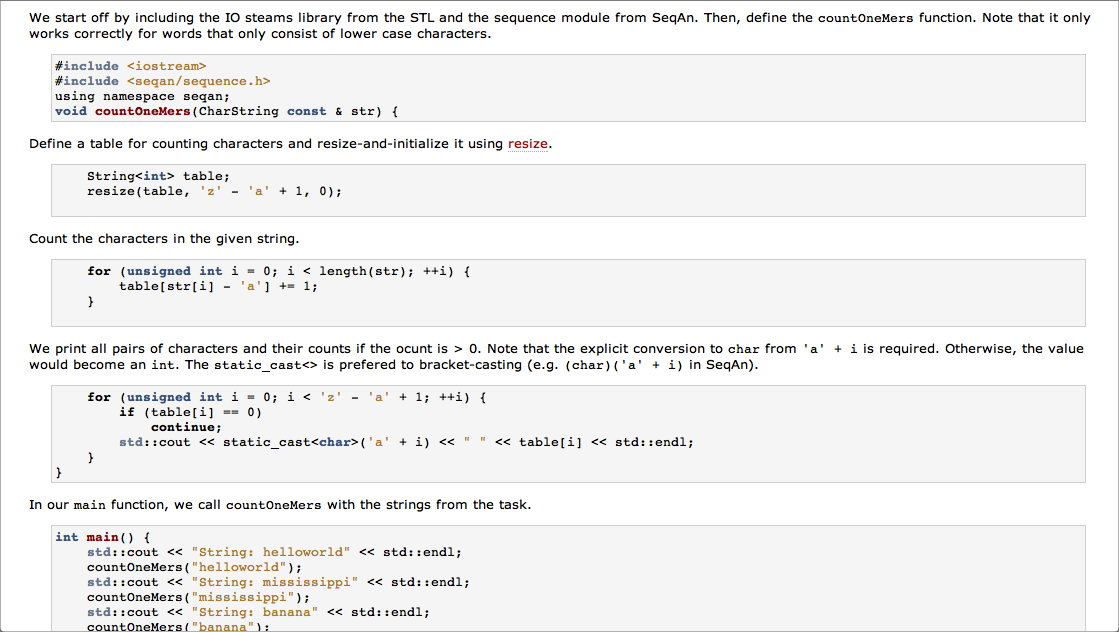 We start off by including the IO steams library from the STL and the sequence module from SeqAn. Then, define the countOneMers function. Note that it only
works correctly for words that only consist of lower case characters.
#include <iostream>
#include <seqan/sequence.h>
using namespace seqan;
void countOneMers(CharString const & str) {
Define a table for counting characters and resize-and-initialize it using resize.
    String<int> table;
    resize(table, 'z' - 'a' + 1, 0);
Count the characters in the given string.
    for (unsigned int i = 0; i < length(str); ++i) {
        table[str[i] - 'a'] += 1;
    }
We print all pairs of characters and their counts if the ocunt is > 0. Note that the explicit conversion to char from 'a' + i is required. Otherwise, the value
would become an int. The static_cast<> is prefered to bracket-casting (e.g. (char)('a' + i) in SeqAn).
    for (unsigned int i = 0; i < 'z' - 'a' + 1; ++i) {
        if (table[i] == 0)
            continue;
        std::cout << static_cast<char>('a' + i) << " " << table[i] << std::endl;
    }
}
In our main function, we call countOneMers with the strings from the task.
int main() {
    std::cout << "String: helloworld" << std::endl;
    countOneMers("helloworld");
    std::cout << "String: mississippi" << std::endl;
    countOneMers("mississippi");
    std::cout << "String: banana" << std::endl;
    countOneMers("banana");